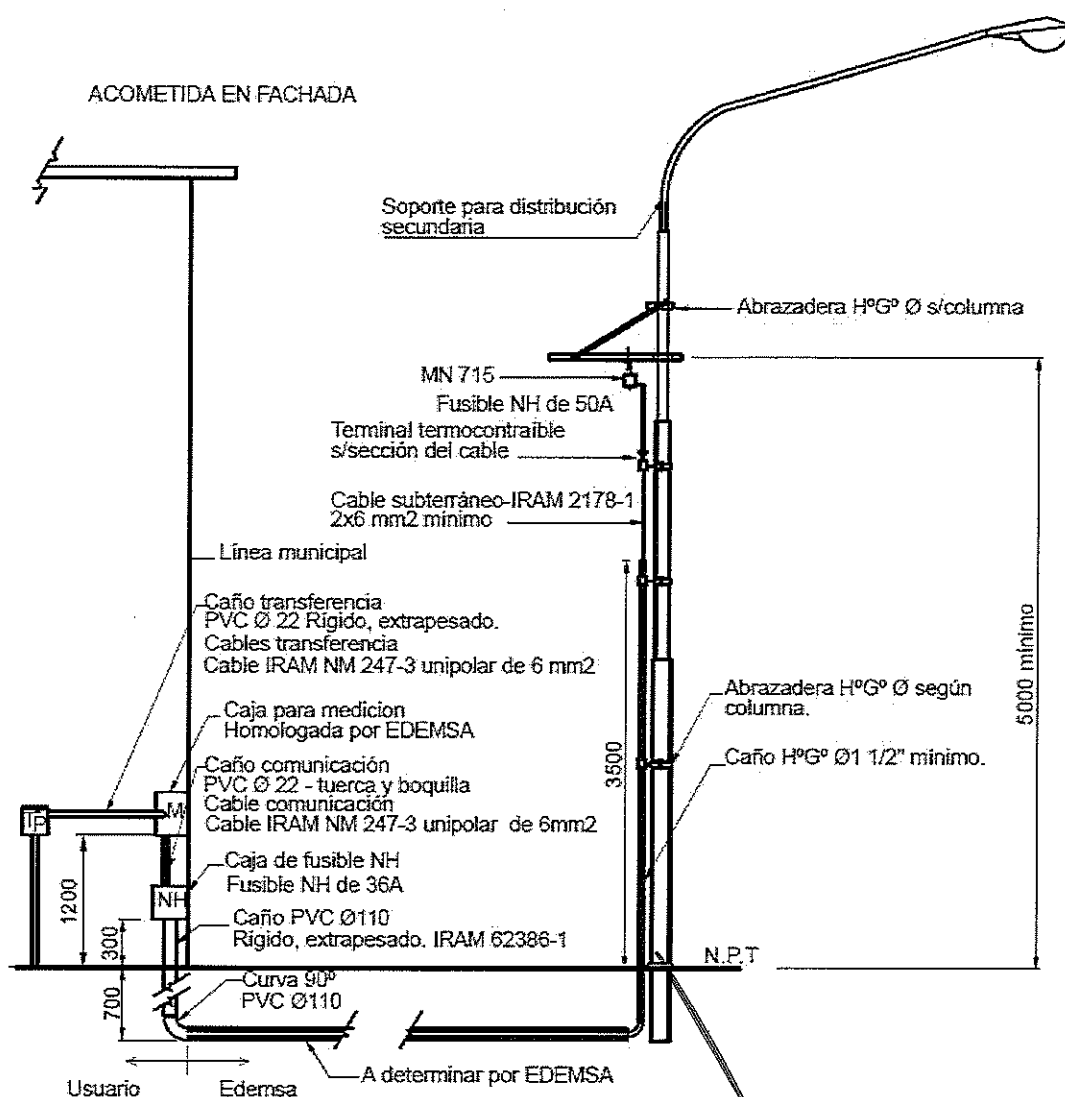 ACOMETIDA EN FACHADA
Soporte para distribución
secundaria
Abrazadera HºGº Ø s/columna
MN 715
Fusible NH de 50A
Terminal termocontraible
s/sección del cable
Cable subterráneo-IRAM 2178-1
2x6 mm2 mínimo
Línea municipal
Caño transferencia
PVC Ø 22 Rígido, extrapesado.
Cables transferencia
Cable IRAM NM 247-3 unipolar de 6 mm2
Abrazadera HºGº Ø según
columna.
Caja para medicion
Homologada por EDEMSA
Caño HºGº Ø1 1/2" mínimo.
Caño comunicación
PVC Ø 22 - tuerca y boquilla
Cable comunicación
Cable IRAM NM 247-3 unipolar de 6mm2
3500
5000 mínimo
TP
M
Caja de fusible NH
Fusible NH de 36A
NH
1200
Caño PVC Ø110
Rígido, extrapesado. IRAM 62386-1
300
N.P.T
700
Curva 90º
PVC Ø110
A determinar por EDEMSA
Usuario
Edemsa